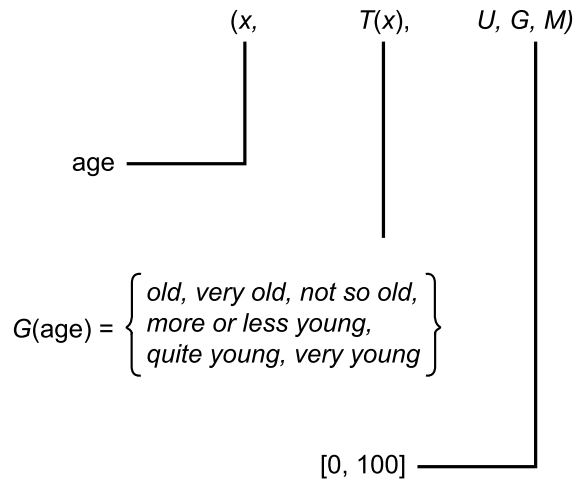 (x, T(x), U, G, M)
age
old, very old, not so old,
G(age) = { more or less young, }
quite young, very young
[0, 100]